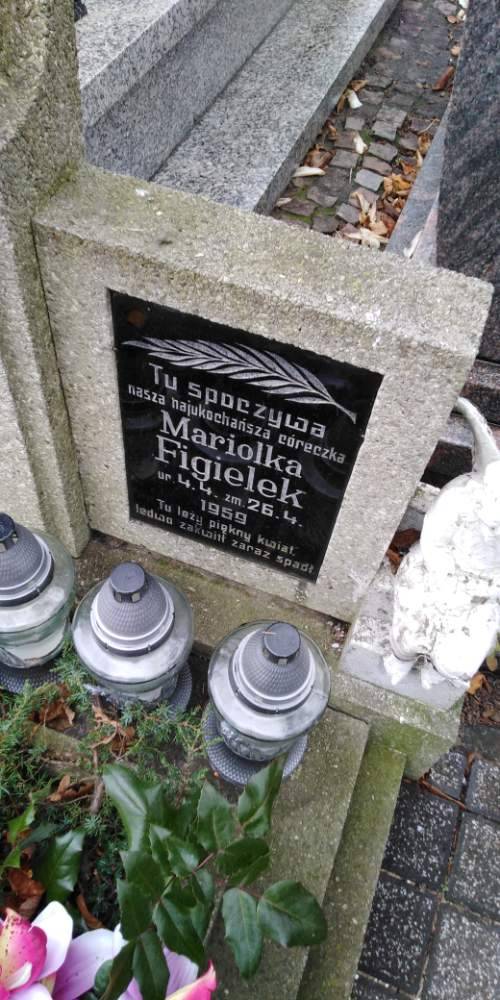 Tu spoczywa
nasza najukochańsza córeczka
Mariolka
Figielek
ur. 4.4. zm. 26.4.
1959
Tu leży piękny kwiat,
ledwo zakwitł zaraz spadł